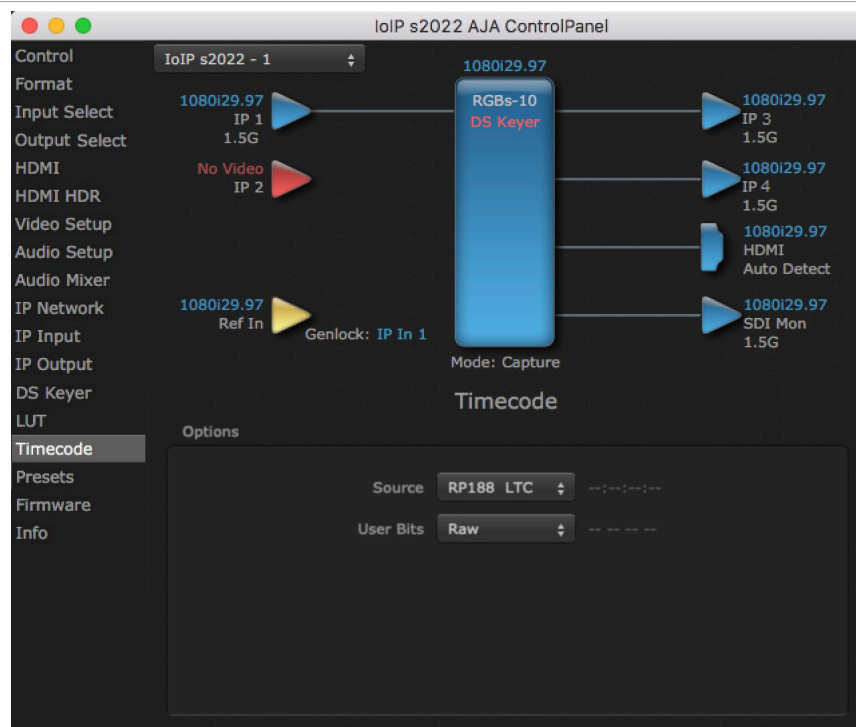 IoIP s2022 AJA ControlPanel
Control
Format
Input Select
Output Select
HDMI
HDMI HDR
Video Setup
Audio Setup
Audio Mixer
IP Network
IP Input
IP Output
DS Keyer
LUT
Timecode
Presets
Firmware
Info
IoIP s2022 - 1
1080i29.97
IP 1
1.5G
No Video
IP 2
1080i29.97
Ref In
Genlock: IP In 1
1080i29.97
RGBs-10
DS Keyer
Mode: Capture
1080i29.97
IP 3
1.5G
1080i29.97
IP 4
1.5G
1080i29.97
HDMI
Auto Detect
1080i29.97
SDI Mon
1.5G
Timecode
Options
Source RP188 LTC --:--:--:--
User Bits Raw -- -- -- --